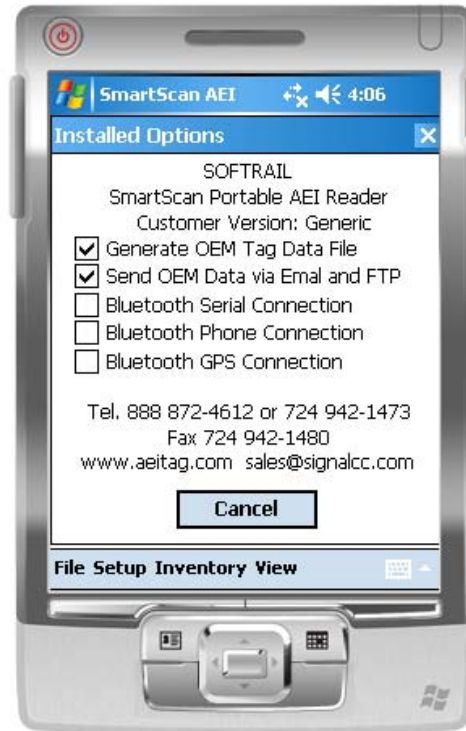 SmartScan AEI 4:06
Installed Options
SOFTRAIL
SmartScan Portable AEI Reader
Customer Version: Generic
Generate OEM Tag Data File
Send OEM Data via Emal and FTP
Bluetooth Serial Connection
Bluetooth Phone Connection
Bluetooth GPS Connection
Tel. 888 872-4612 or 724 942-1473
Fax 724 942-1480
www.aeitag.com sales@signalcc.com
Cancel
File Setup Inventory View